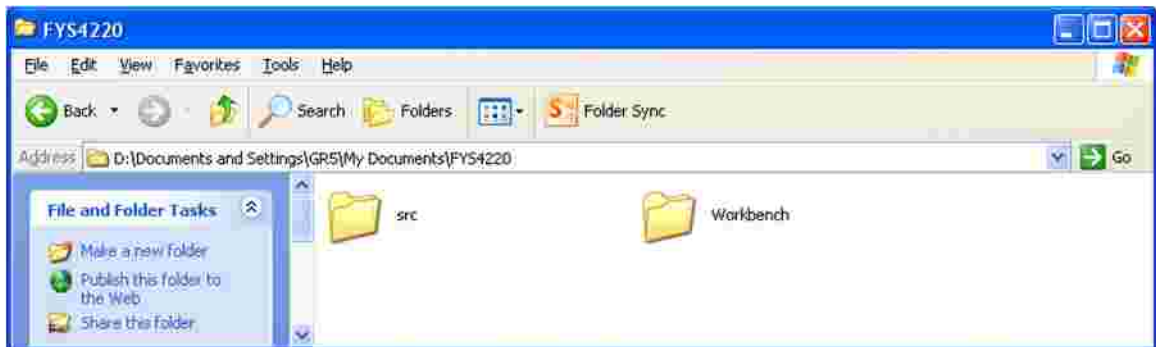 FYS4220
File Edit View Favorites Tools Help
Back Search Folders Folder Sync
Address D:\Documents and Settings\GR5\My Documents\FYS4220 Go
File and Folder Tasks
Make a new folder
Publish this folder to
the Web
Share this folder
src
Workbench